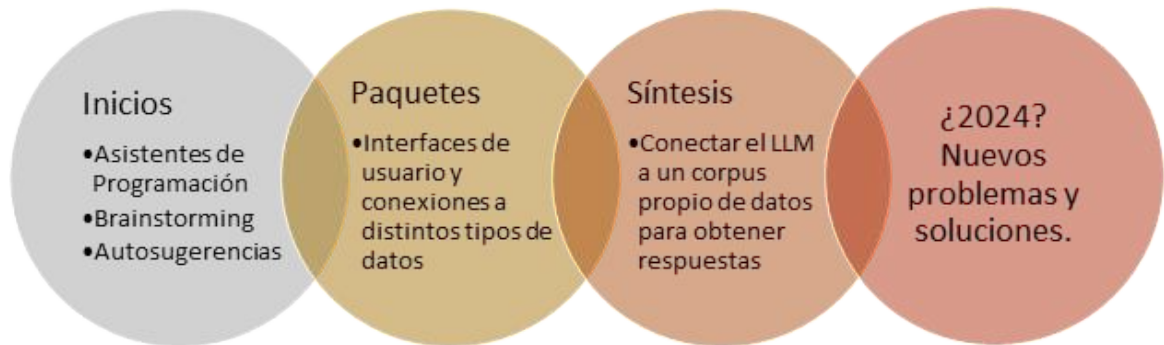 Inicios
•Asistentes de
Programación
•Brainstorming
•Autosugerencias
Paquetes
•Interfaces de
usuario y
conexiones a
distintos tipos de
datos
Síntesis
•Conectar el LLM
a un corpus
propio de datos
para obtener
respuestas
¿2024?
Nuevos
problemas y
soluciones.